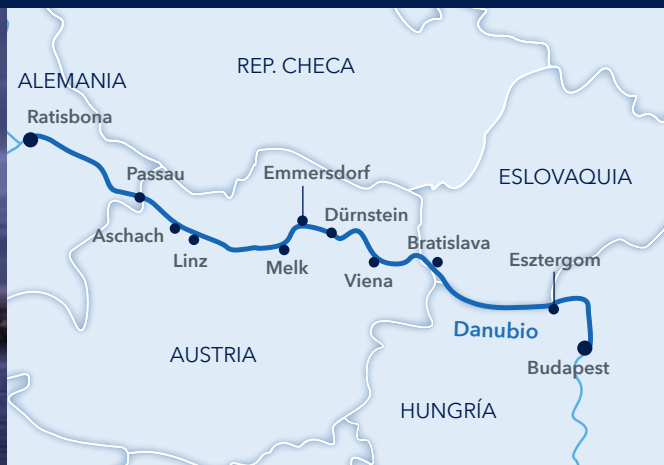 REP. CHECA
ALEMANIA
Ratisbona
Passau
Emmersdorf
ESLOVAQUIA
Aschach
Dürnstein
Linz
Melk
Viena
Bratislava
Esztergom
Danubio
AUSTRIA
Budapest
HUNGRÍA